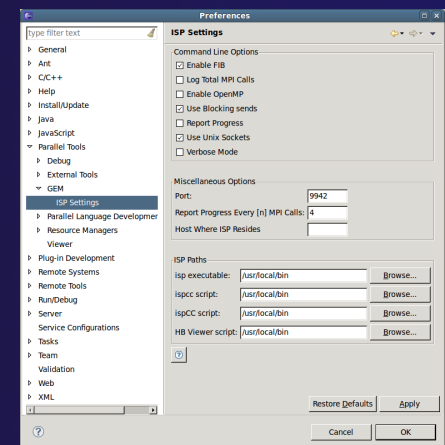 Preferences
type filter text
General
Ant
C/C++
Help
Install/Update
Java
JavaScript
Parallel Tools
Debug
External Tools
GEM
ISP Settings
Parallel Language Developmer
Resource Managers
Viewer
Plug-in Development
Remote Systems
Remote Tools
Run/Debug
Server
Service Configurations
Tasks
Team
Validation
Web
XML
ISP Settings
Command Line Options
Enable FIB
Log Total MPI Calls
Enable OpenMP
Use Blocking sends
Report Progress
Use Unix Sockets
Verbose Mode
Miscellaneous Options
Port: 9942
Report Progress Every [n] MPI Calls: 4
Host Where ISP Resides
ISP Paths
isp executable: /usr/local/bin Browse...
ispcc script: /usr/local/bin Browse...
ispCC script: /usr/local/bin Browse...
HB Viewer script: /usr/local/bin Browse...
Restore Defaults Apply
Cancel OK